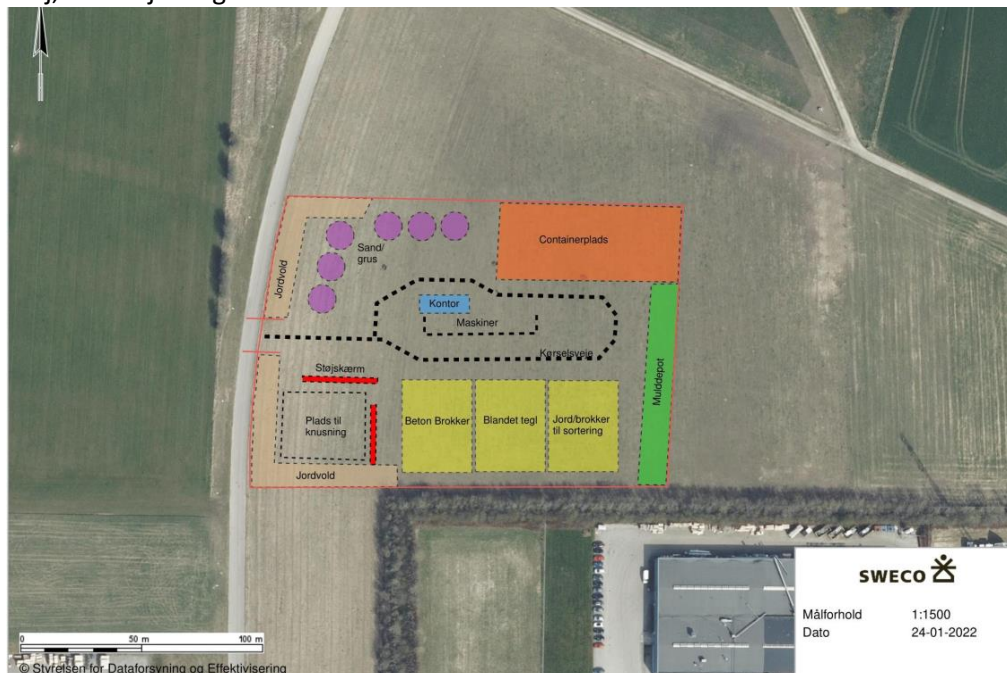 Containerplads
Sand/
grus
Jordvold
Kontor
Maskiner
Kørselsveje
Mulddepot
Støjskærm
Plads til
knusning
Beton Brokker
Blandet tegl
Jord/brokker
til sortering
Jordvold
SWECO
Målforhold 1:1500
Dato 24-01-2022
0 50 m 100 m
© Styrelsen for Dataforsyning og Effektivisering